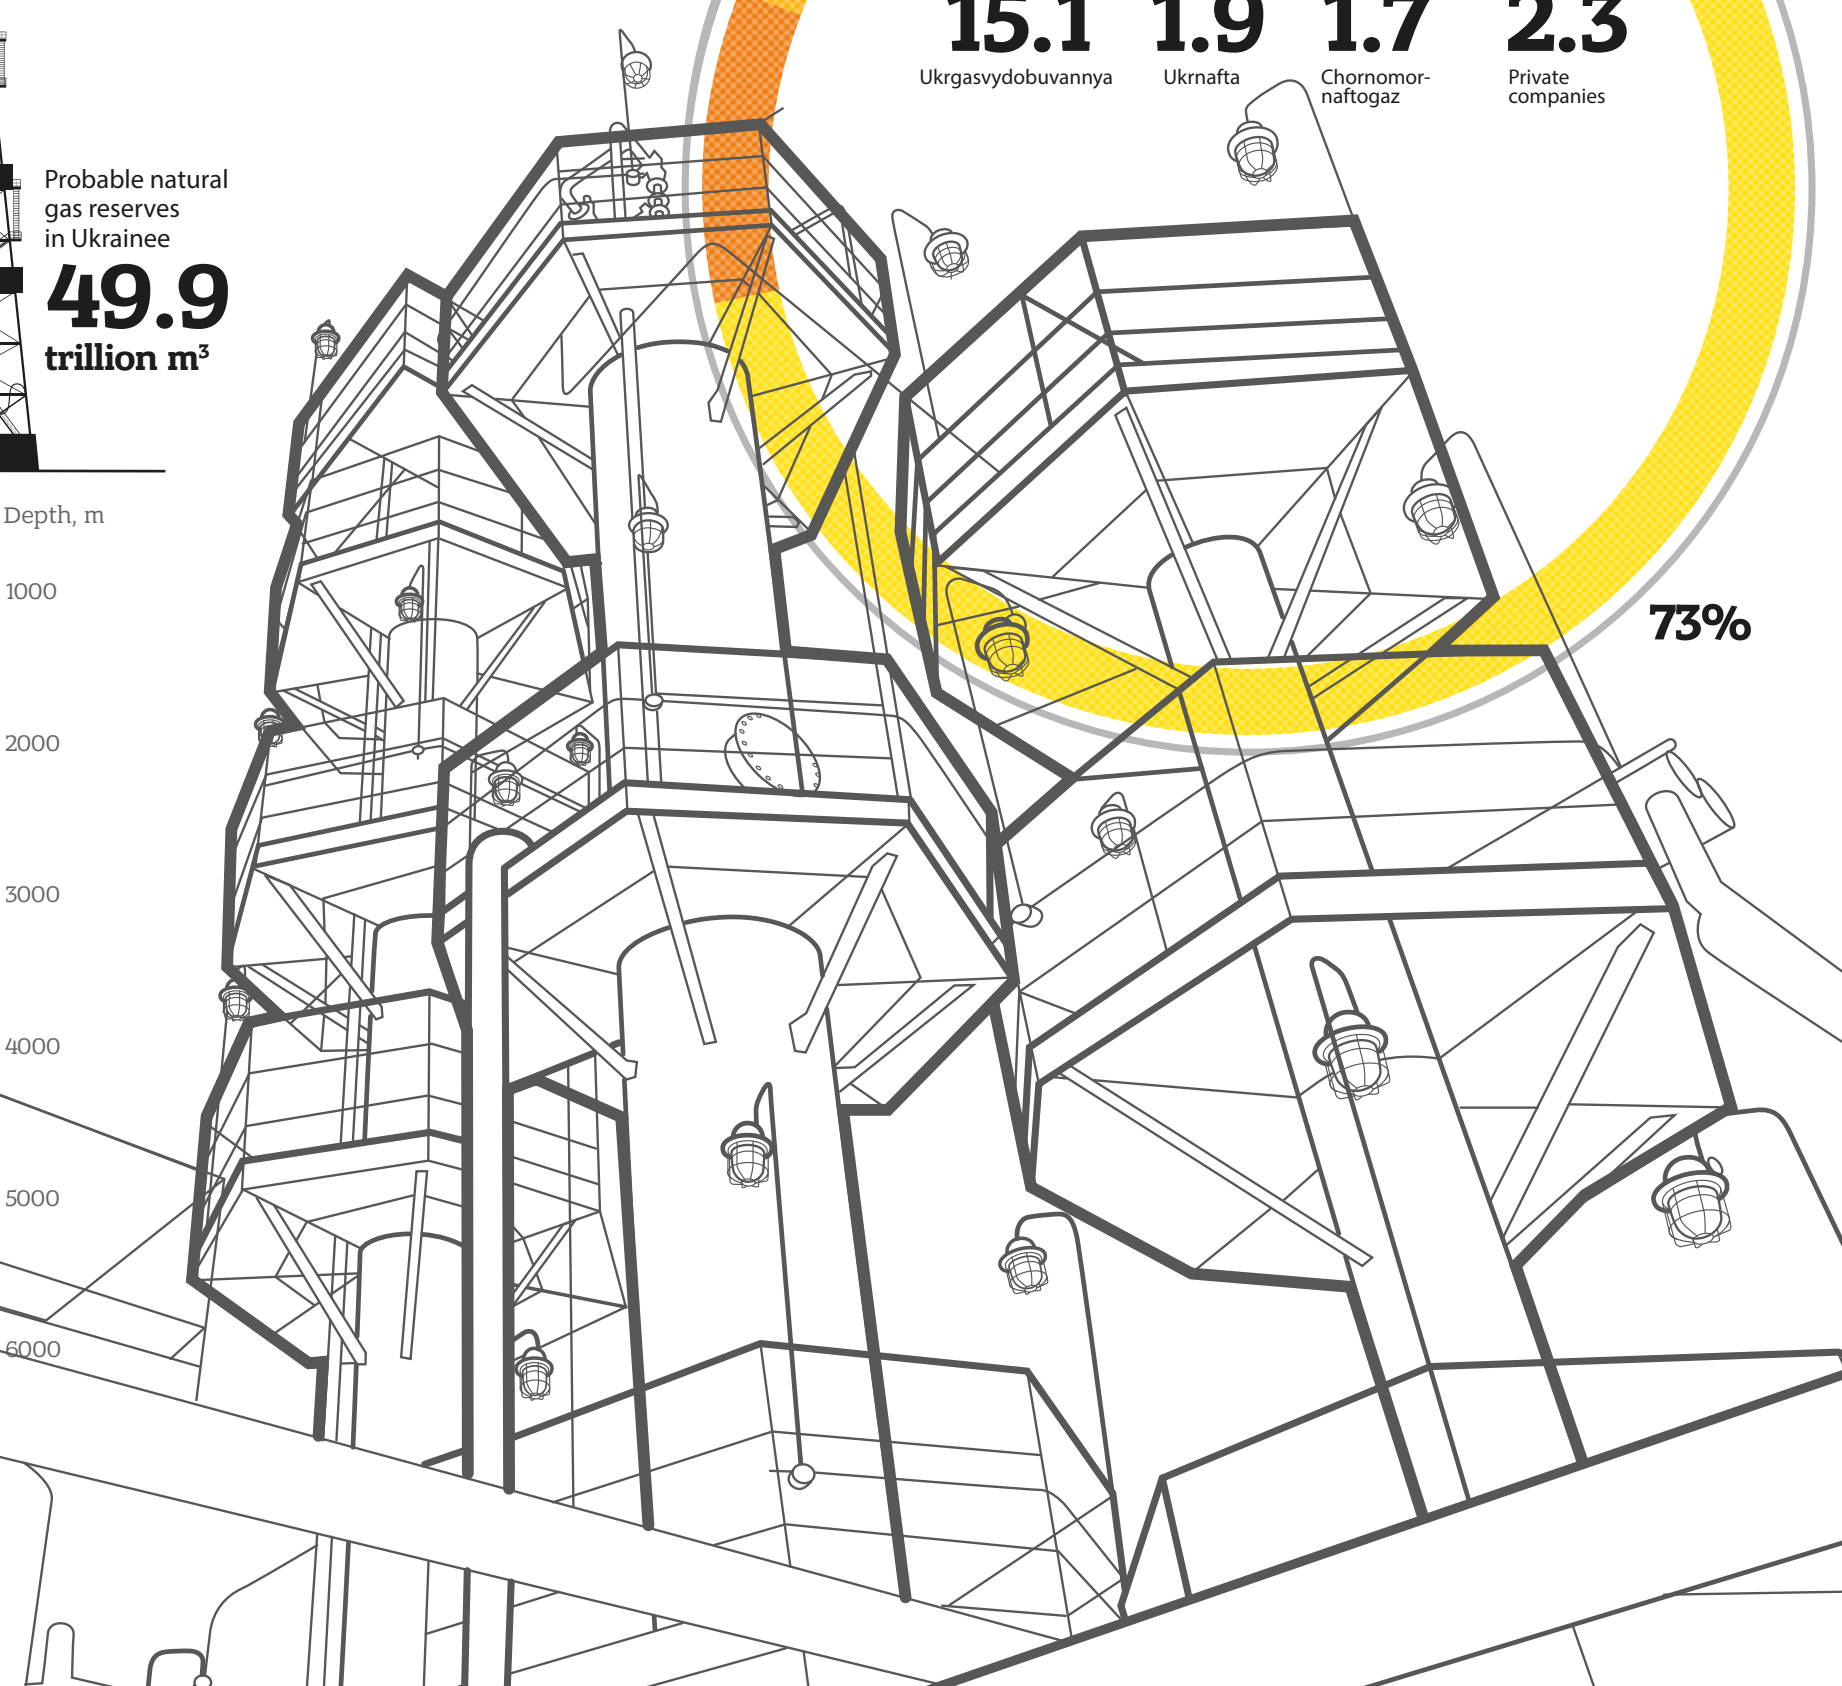 15.1 1.9 1.7 2.3
Ukrgasvydobuvannya Ukrnafta Chornomor- Private
naftogaz companies
Probable natural
gas reserves
in Ukrainee
49.9
trillion m³
Depth, m
1000
2000
3000
4000
5000
6000
73%